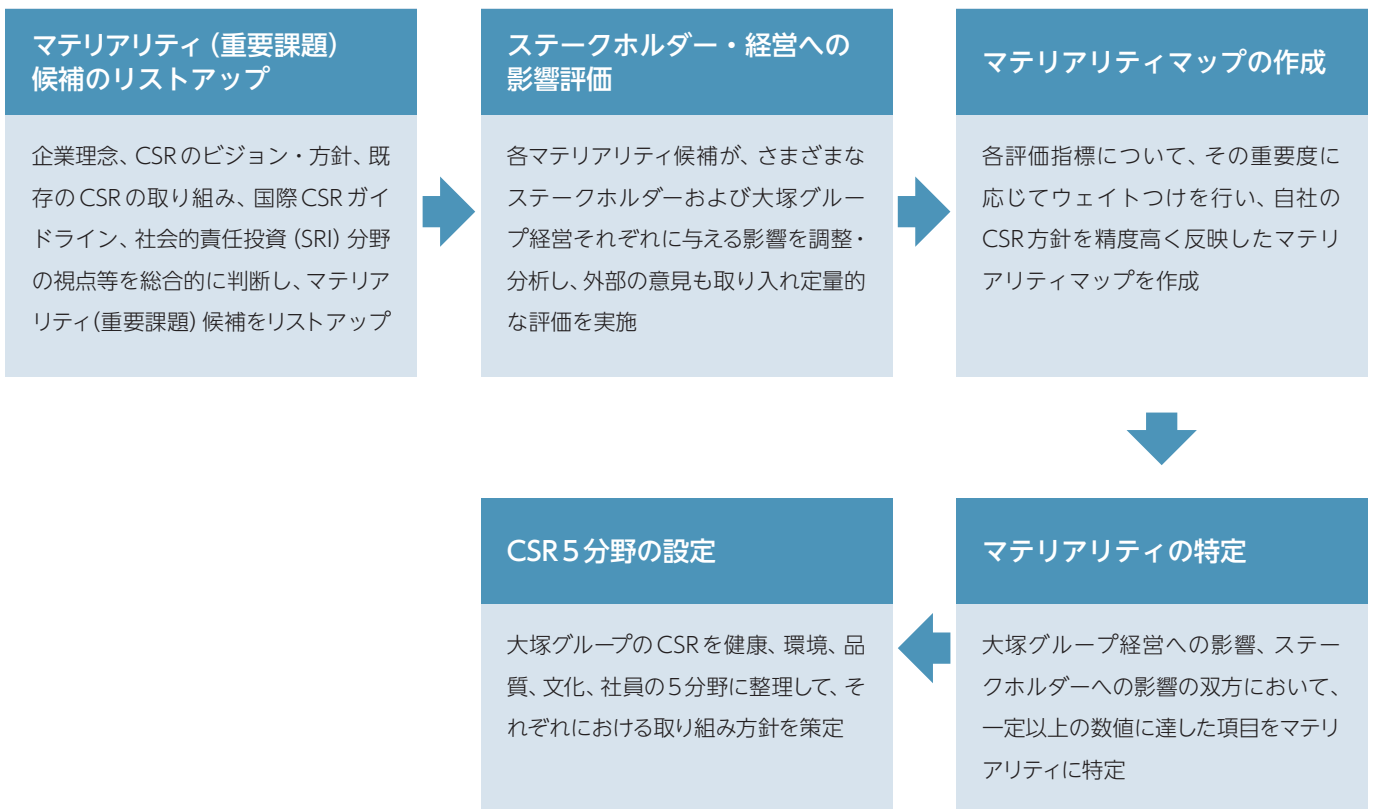 マテリアリティ（重要課題）
候補のリストアップ
企業理念、CSRのビジョン・方針、既
存のCSRの取り組み、国際CSRガイ
ドライン、社会的責任投資（SRI）分野
の視点等を総合的に判断し、マテリア
リティ(重要課題）候補をリストアップ
ステークホルダー・経営への
影響評価
各マテリアリティ候補が、さまざまな
ステークホルダーおよび大塚グルー
プ経営それぞれに与える影響を調整・
分析し、外部の意見も取り入れ定量的
な評価を実施
マテリアリティマップの作成
各評価指標について、その重要度に
応じてウェイトつけを行い、自社の
CSR方針を精度高く反映したマテリ
アリティマップを作成
マテリアリティの特定
大塚グループ経営への影響、ステー
クホルダーへの影響の双方において、
一定以上の数値に達した項目をマテリ
アリティに特定
CSR５分野の設定
大塚グループのCSRを健康、環境、品
質、文化、社員の５分野に整理して、そ
れぞれにおける取り組み方針を策定